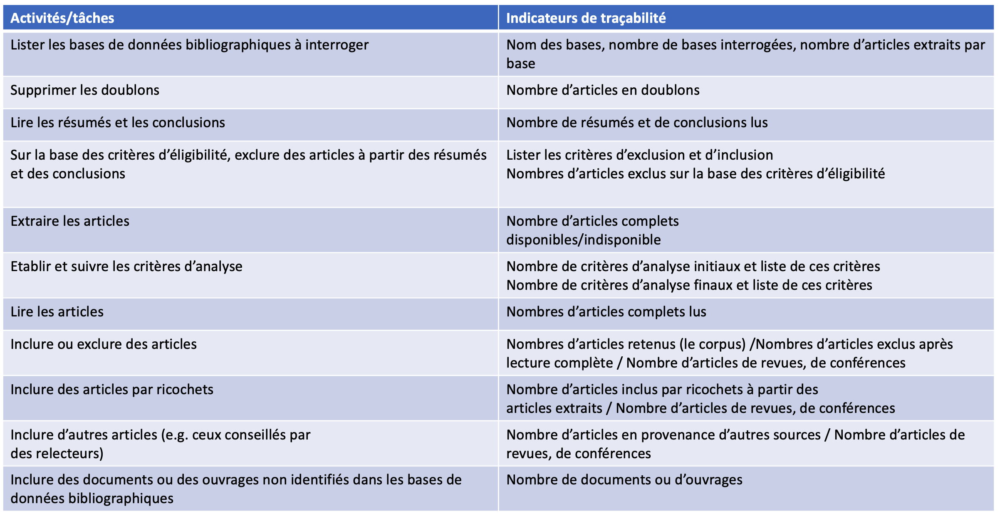 Activités/tâches
Indicateurs de traçabilité
Lister les bases de données bibliographiques à interroger
Nom des bases, nombre de bases interrogées, nombre d’articles extraits par
base
Supprimer les doublons
Nombre d’articles en doublons
Lire les résumés et les conclusions
Nombre de résumés et de conclusions lus
Sur la base des critères d’éligibilité, exclure des articles à partir des résumés
et des conclusions
Lister les critères d’exclusion et d’inclusion
Nombres d’articles exclus sur la base des critères d’éligibilité
Extraire les articles
Nombre d’articles complets
disponibles/indisponible
Etablir et suivre les critères d’analyse
Nombre de critères d’analyse initiaux et liste de ces critères
Nombre de critères d’analyse finaux et liste de ces critères
Lire les articles
Nombres d’articles complets lus
Inclure ou exclure des articles
Nombres d’articles retenus (le corpus) /Nombres d’articles exclus après
lecture complète / Nombre d’articles de revues, de conférences
Inclure des articles par ricochets
Nombre d’articles inclus par ricochets à partir des
articles extraits / Nombre d’articles de revues, de conférences
Inclure d’autres articles (e.g. ceux conseillés par
des relecteurs)
Nombre d’articles en provenance d’autres sources / Nombre d’articles de
revues, de conférences
Inclure des documents ou des ouvrages non identifiés dans les bases de
données bibliographiques
Nombre de documents ou d’ouvrages